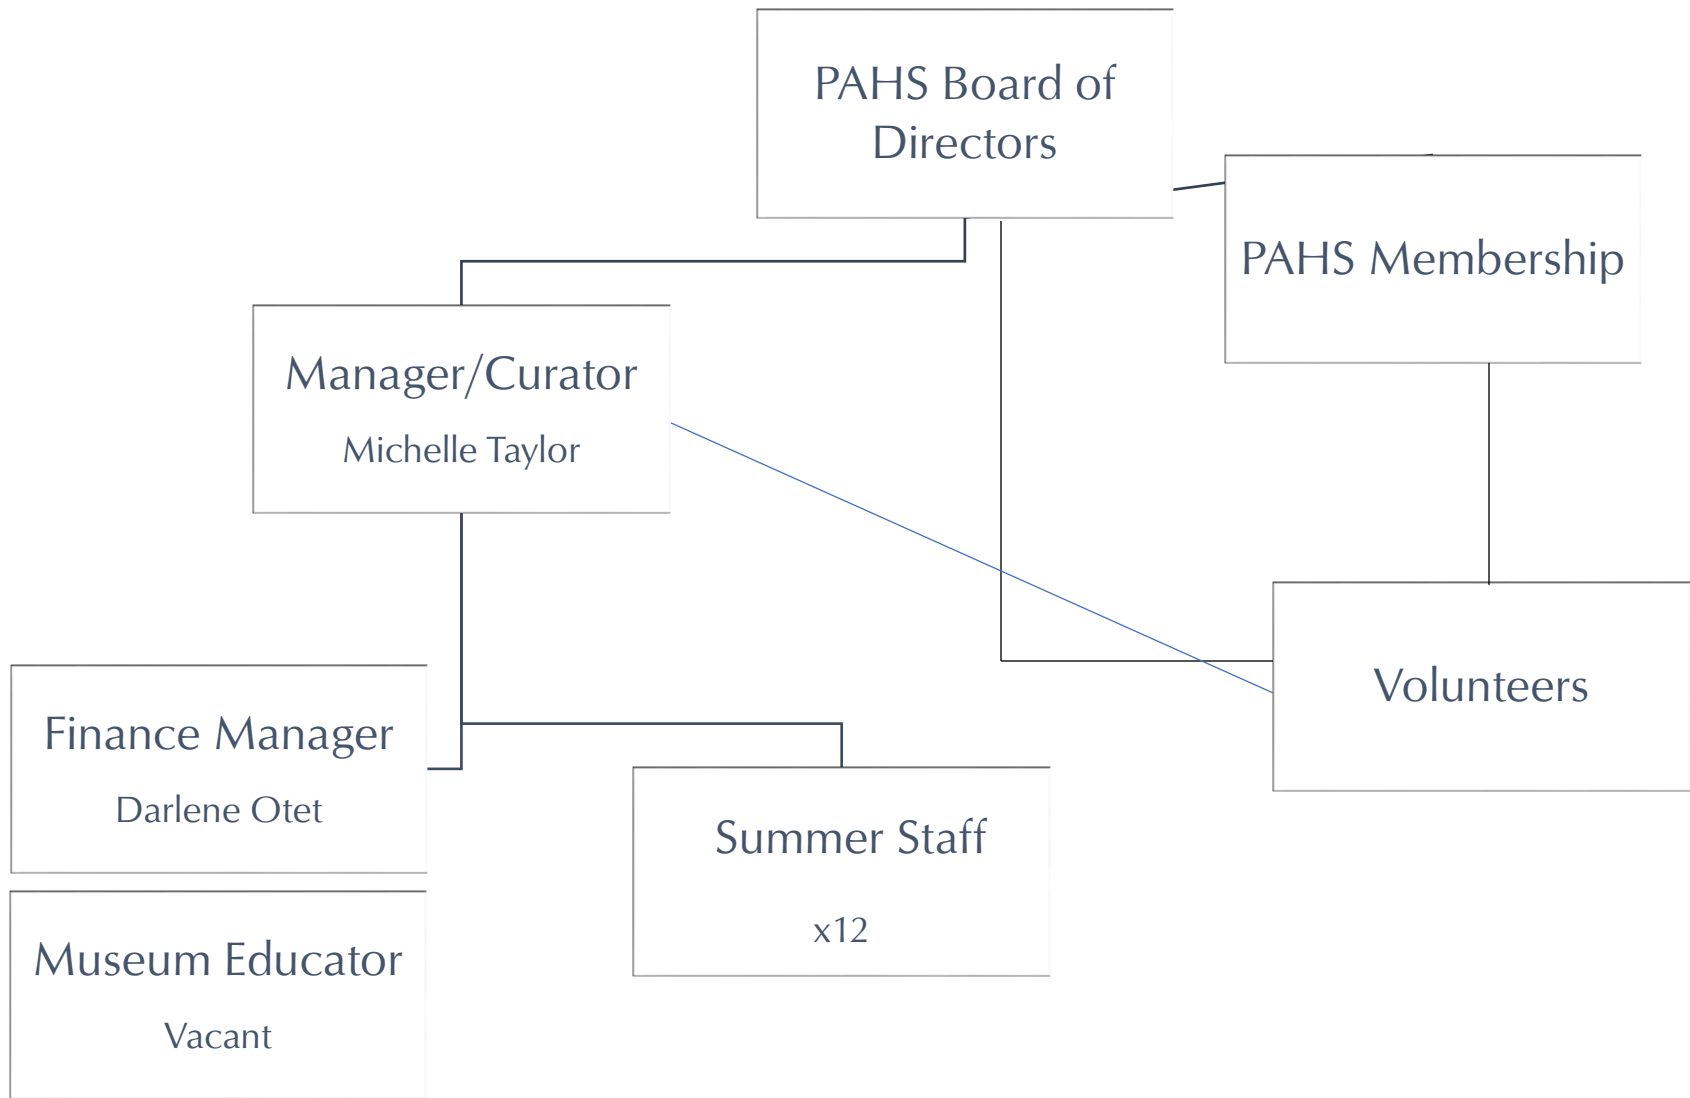 PAHS Board of
Directors
PAHS Membership
Manager/Curator
Michelle Taylor
Volunteers
Finance Manager
Darlene Otet
Summer Staff
x12
Museum Educator
Vacant